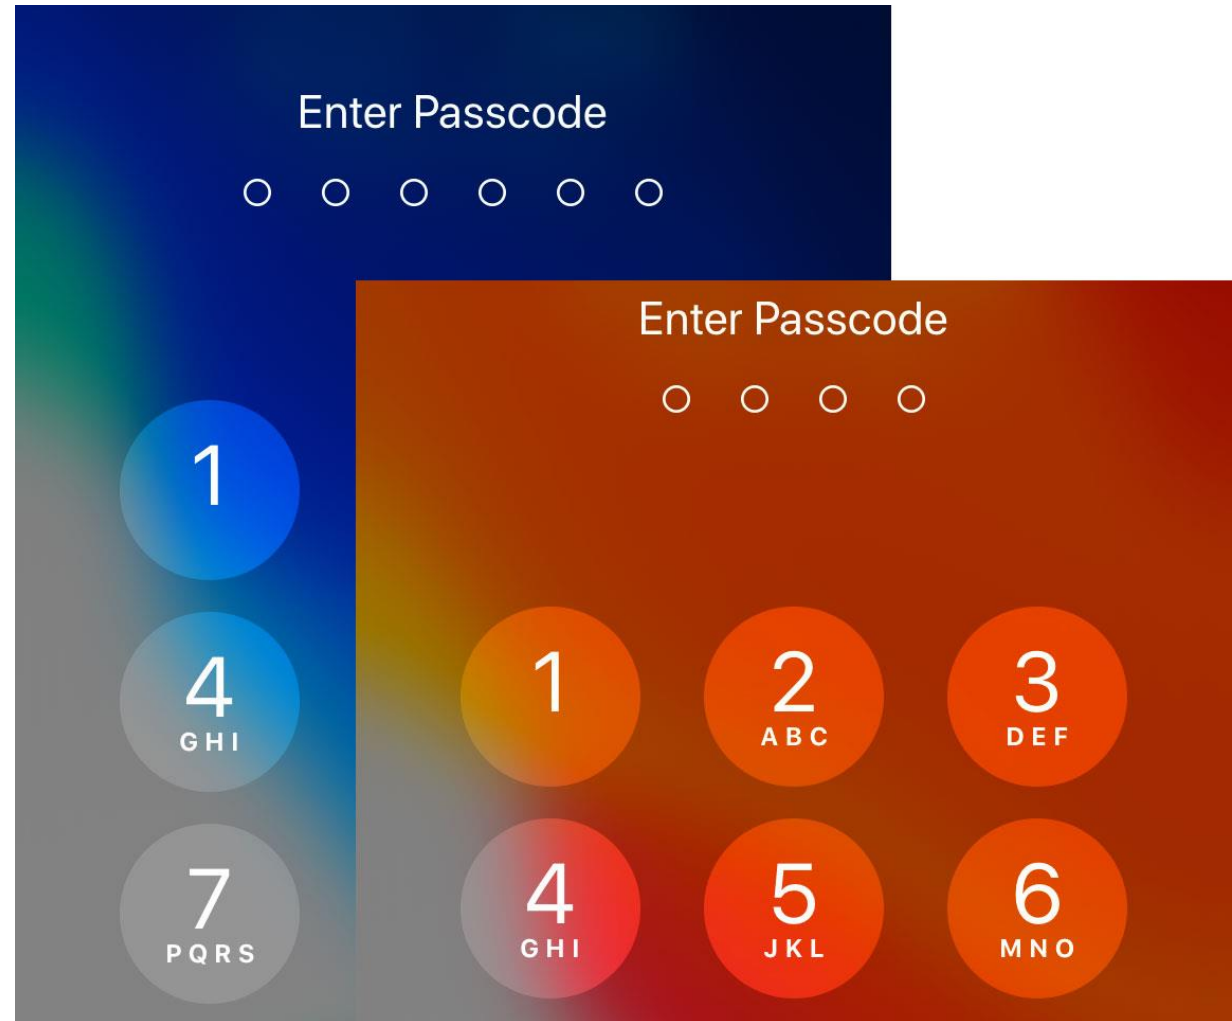 Enter Passcode
1
4
GHI
7
PQRS
Enter Passcode
1 2 3
ABC DEF
4 5 6
GHI JKL MNO